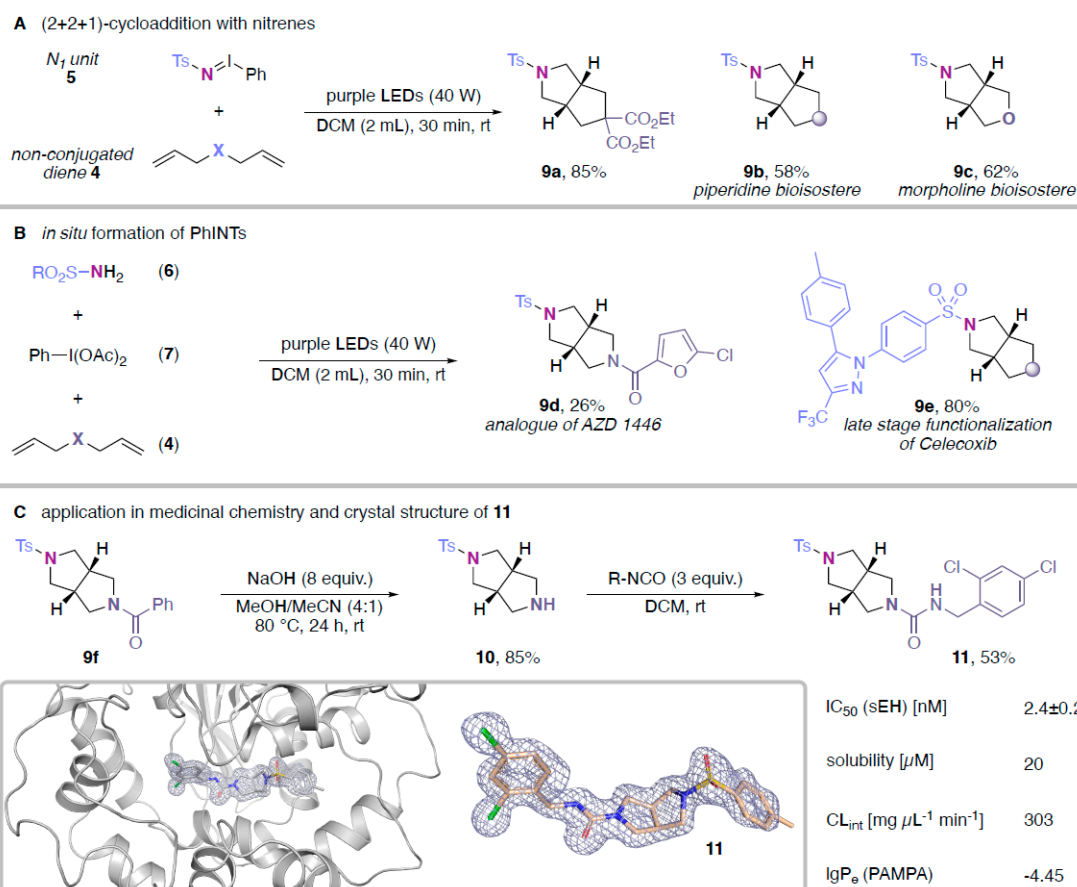 A (2+2+1)-cycloaddition with nitrenes
N1 unit
5
Ts
N
I
Ph
+
non-conjugated
diene 4
X
purple LEDs (40 W)
DCM (2 mL), 30 min, rt
Ts
N
H
H
CO2Et
CO2Et
9a, 85%
Ts
N
H
H
9b, 58%
piperidine bioisostere
Ts
N
H
H
O
9c, 62%
morpholine bioisostere
B in situ formation of PhINTs
RO2S–NH2 (6)
+
Ph–I(OAc)2 (7)
+
X (4)
purple LEDs (40 W)
DCM (2 mL), 30 min, rt
Ts
N
H
H
N
O
O
Cl
9d, 26%
analogue of AZD 1446
O O
S
N
H
H
N
N
F3C
9e, 80%
late stage functionalization
of Celecoxib
C application in medicinal chemistry and crystal structure of 11
Ts
N
H
H
N
Ph
O
9f
NaOH (8 equiv.)
MeOH/MeCN (4:1)
80 °C, 24 h, rt
Ts
N
H
H
NH
10, 85%
R-NCO (3 equiv.)
DCM, rt
Ts
N
H
H
N
H
N
O
Cl
Cl
11, 53%
11
IC50 (sEH) [nM] 2.4±0.2
solubility [µM] 20
CLint [mg µL-1 min-1] 303
lgPe (PAMPA) -4.45